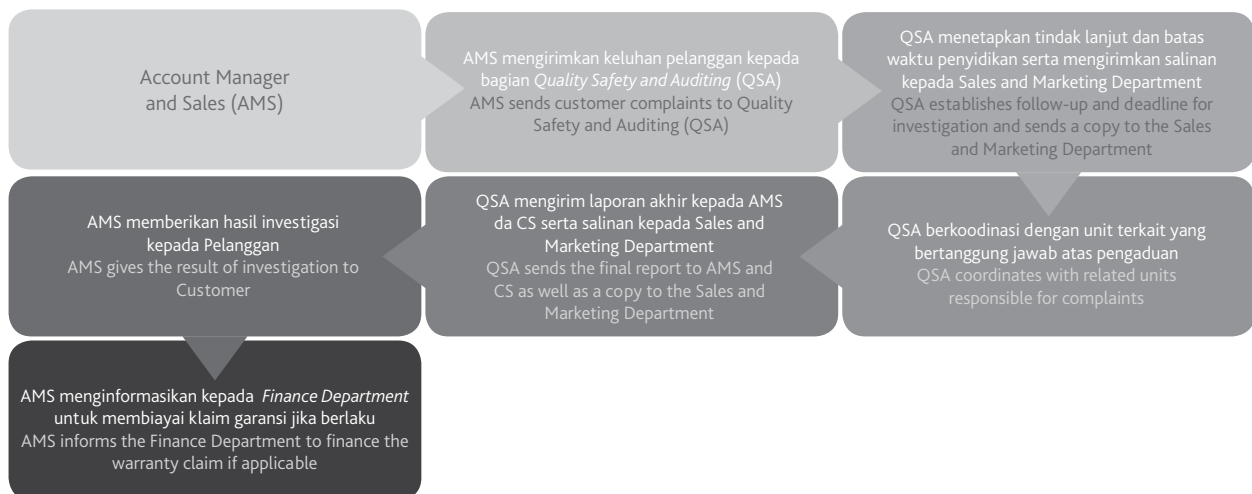 Account Manager
and Sales (AMS)
AMS mengirimkan keluhan pelanggan kepada
bagian Quality Safety and Auditing (QSA)
AMS sends customer complaints to Quality
Safety and Auditing (QSA)
QSA menetapkan tindak lanjut dan batas
waktu penyidikan serta mengirimkan salinan
kepada Sales and Marketing Department
QSA establishes follow-up and deadline for
investigation and sends a copy to the Sales
and Marketing Department
QSA berkoodinasi dengan unit terkait yang
bertanggung jawab atas pengaduan
QSA coordinates with related units
responsible for complaints
QSA mengirim laporan akhir kepada AMS
da CS serta salinan kepada Sales and
Marketing Department
QSA sends the final report to AMS and
CS as well as a copy to the Sales and
Marketing Department
AMS memberikan hasil investigasi
kepada Pelanggan
AMS gives the result of investigation to
Customer
AMS menginformasikan kepada Finance Department
untuk membiayai klaim garansi jika berlaku
AMS informs the Finance Department to finance the
warranty claim if applicable